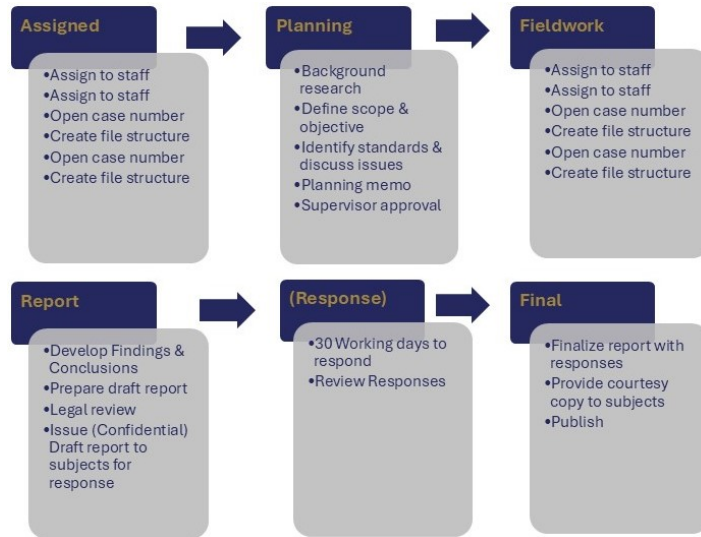 Assigned
•Assign to staff
•Assign to staff
•Open case number
•Create file structure
•Open case number
•Create file structure
Planning
•Background
research
•Define scope &
objective
•Identify standards &
discuss issues
•Planning memo
•Supervisor approval
Fieldwork
•Assign to staff
•Assign to staff
•Open case number
•Create file structure
•Open case number
•Create file structure
Report
•Develop Findings &
Conclusions
•Prepare draft report
•Legal review
•Issue (Confidential)
Draft report to
subjects for
response
(Response)
•30 Working days to
respond
•Review Responses
Final
•Finalize report with
responses
•Provide courtesy
copy to subjects
•Publish